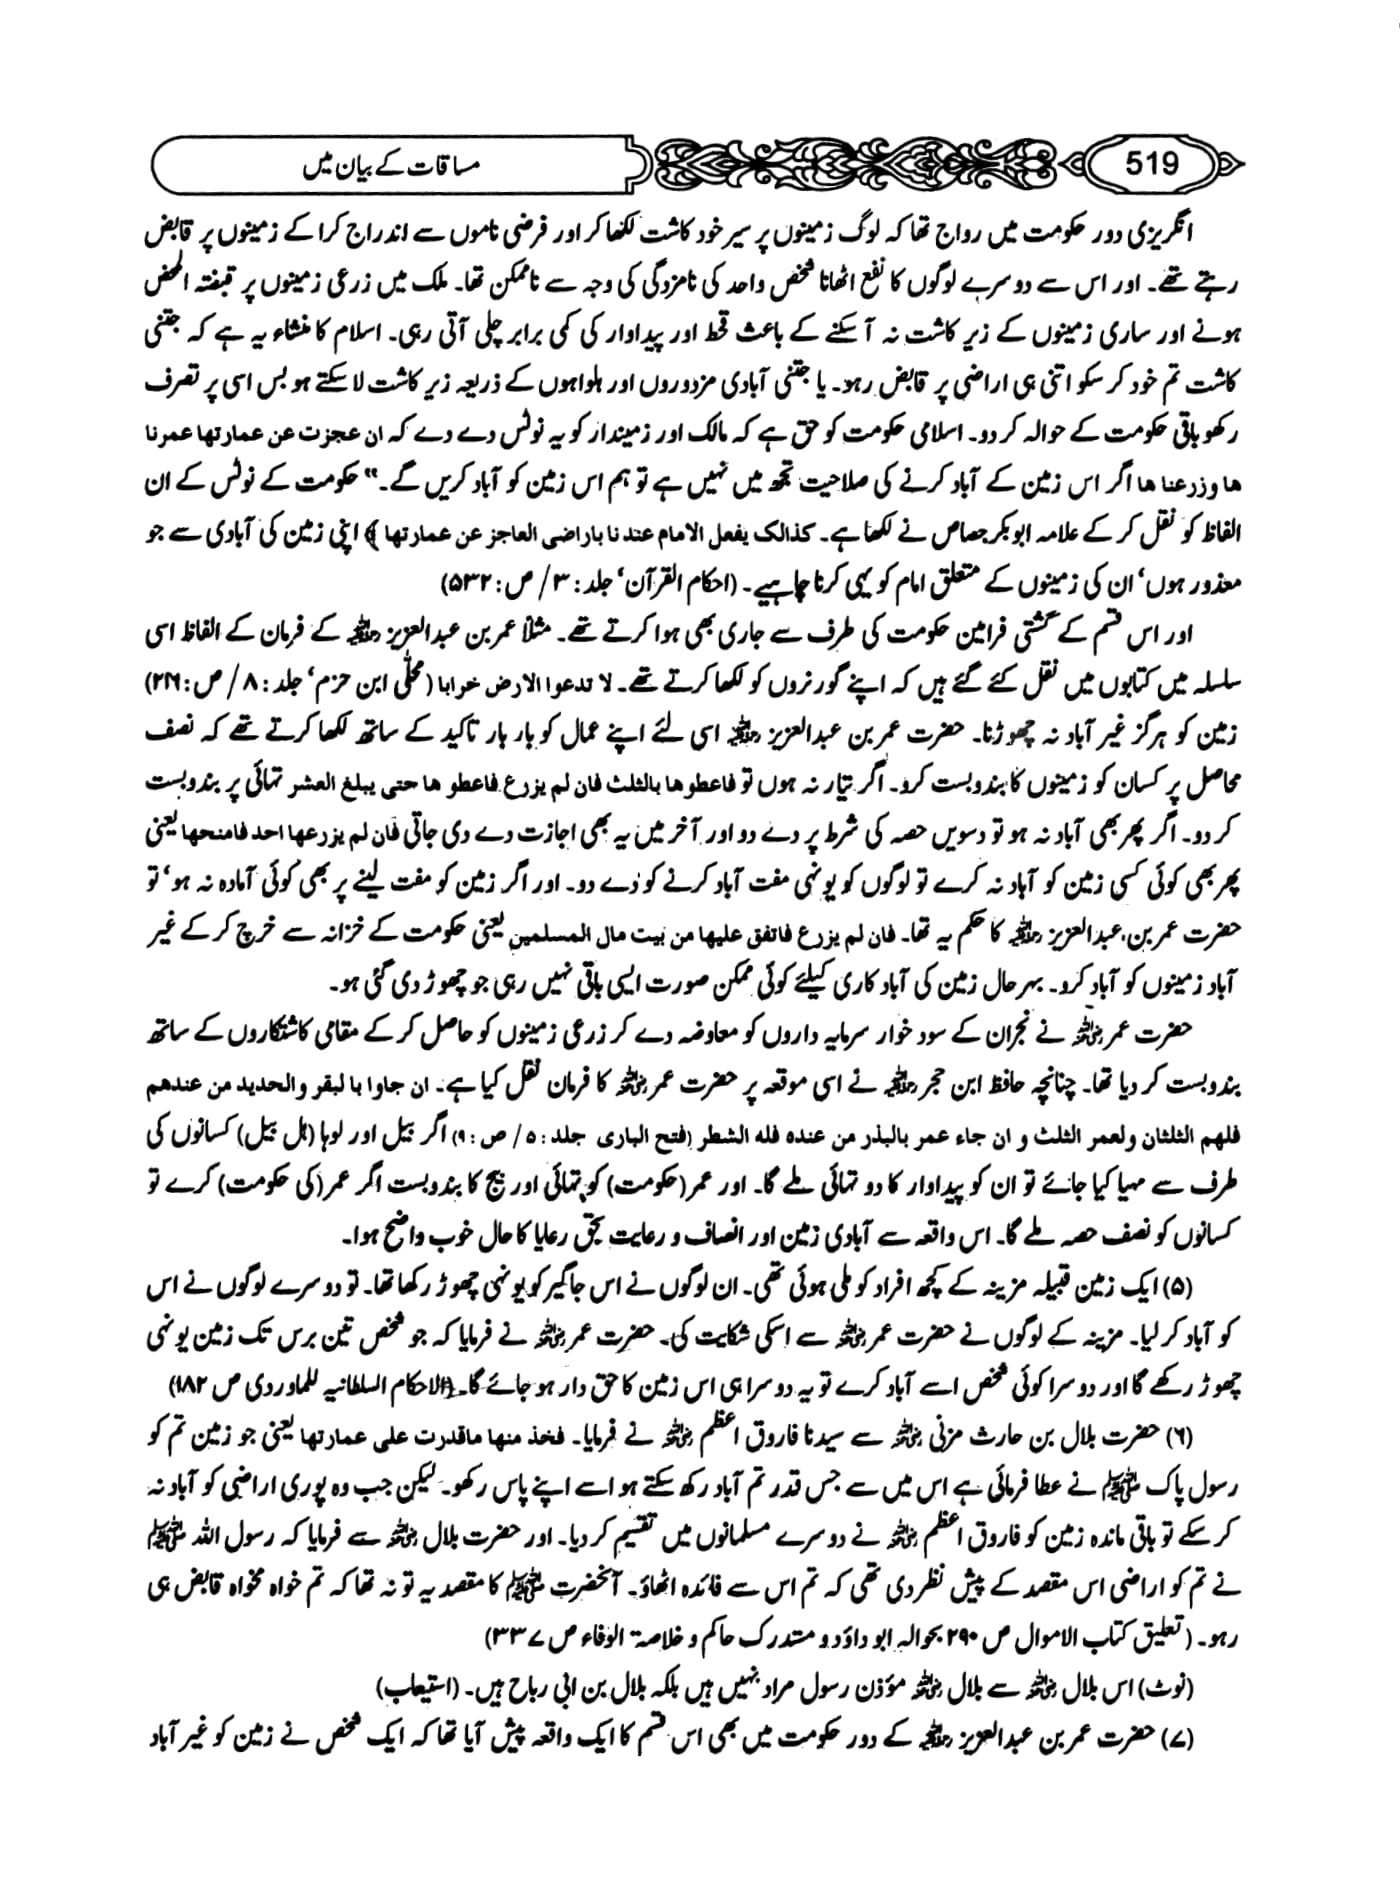 519
مساقات کے بیان میں
انگریزی دور حکومت میں رواج تھا کہ لوگ زمینوں پر سیر خود کاشت لکھا کر اور فرضی ناموں سے اندراج کرا کے زمینوں پر قابض
رہتے تھے۔ اور اس سے دوسرے لوگوں کا نفع اٹھانا شخص واحد کی نامزدگی کی وجہ سے ناممکن تھا۔ ملک میں زرعی زمینوں پر قبضتہ المحض
ہونے اور ساری زمینوں کے زیر کاشت نہ آ سکنے کے باعث قحط اور پیداوار کی کمی برابر چلی آتی رہی۔ اسلام کا منشاء یہ ہے کہ جتنی
کاشت تم خود کر سکو اتنی ہی اراضی پر قابض رہو۔ یا جتنی آبادی مزدوروں اور ہلواہوں کے ذریعہ زیر کاشت لا سکتے ہو بس اسی پر تصرف
رکھو باقی حکومت کے حوالہ کر دو۔ اسلامی حکومت کو حق ہے کہ مالک اور زمیندار کو یہ نوٹس دے دے کہ ان عجزت عن عمارتها عمرنا
ها وزرعنا ها اگر اس زمین کے آباد کرنے کی صلاحیت تجھ میں نہیں ہے تو ہم اس زمین کو آباد کریں گے۔" حکومت کے نوٹس کے ان
الفاظ کو نقل کر کے علامہ ابوبکر جصاص نے لکھا ہے۔ کذالک یفعل الامام عند نا باراضی العاجز عن عمارتها ﴾ اپنی زمین کی آبادی سے جو
معذور ہوں' ان کی زمینوں کے متعلق امام کو یہی کرنا چاہیے۔ (احکام القرآن' جلد: ۳/ ص: ۵۳۲)
اور اس قسم کے گشتی فرامین حکومت کی طرف سے جاری بھی ہوا کرتے تھے۔ مثلاً عمر بن عبدالعزیز رحمہ اللہ کے فرمان کے الفاظ اسی
سلسلہ میں کتابوں میں نقل کئے گئے ہیں کہ اپنے گورنروں کو لکھا کرتے تھے۔ لا تدعوا الارض خرابا (محلّٰی ابن حزم' جلد: ۸/ ص: ۲۱۶)
زمین کو ہرگز غیر آباد نہ چھوڑنا۔ حضرت عمر بن عبدالعزیز رحمہ اللہ اسی لئے اپنے عمال کو بار بار تاکید کے ساتھ لکھا کرتے تھے کہ نصف
محاصل پر کسان کو زمینوں کا بندوبست کرو۔ اگر تیار نہ ہوں تو فاعطو ها بالثلث فان لم یزرع فاعطو ها حتی یبلغ العشر تہائی پر بندوبست
کر دو۔ اگر پھر بھی آباد نہ ہو تو دسویں حصہ کی شرط پر دے دو اور آخر میں یہ بھی اجازت دے دی جاتی فان لم یزرعها احد فامنحها یعنی
پھر بھی کوئی کسی زمین کو آباد نہ کرے تو لوگوں کو یونہی مفت آباد کرنے کو دے دو۔ اور اگر زمین کو مفت لینے پر بھی کوئی آمادہ نہ ہو' تو
حضرت عمر بن عبدالعزیز رحمہ اللہ کا حکم یہ تھا۔ فان لم یزرع فاتفق علیها من بیت مال المسلمین یعنی حکومت کے خزانہ سے خرچ کر کے غیر
آباد زمینوں کو آباد کرو۔ بہر حال زمین کی آباد کاری کیلئے کوئی ممکن صورت ایسی باقی نہیں رہی جو چھوڑ دی گئی ہو۔
حضرت عمر رضی اللہ عنہ نے نجران کے سود خوار سرمایہ داروں کو معاوضہ دے کر زرعی زمینوں کو حاصل کر کے مقامی کاشتکاروں کے ساتھ
بندوبست کر دیا تھا۔ چنانچہ حافظ ابن حجر رحمہ اللہ نے اسی موقعہ پر حضرت عمر رضی اللہ عنہ کا فرمان نقل کیا ہے۔ ان جاوا با لبقر والحدید من عندهم
فلهم الثلثان ولعمر الثلث و ان جاء عمر بالبذر من عنده فله الشطر (فتح الباری جلد: ۵/ ص: ۹) اگر بیل اور لوہا (ہل بیل) کسانوں کی
طرف سے مہیا کیا جائے تو ان کو پیداوار کا دو تہائی ملے گا۔ اور عمر (حکومت) کو تہائی اور بیج کا بندوبست اگر عمر (کی حکومت) کرے تو
کسانوں کو نصف حصہ ملے گا۔ اس واقعہ سے آبادی زمین اور انصاف و رعایت بحق رعایا کا حال خوب واضح ہوا۔
(۵) ایک زمین قبیلہ مزینہ کے کچھ افراد کو ملی ہوئی تھی۔ ان لوگوں نے اس جاگیر کو یونہی چھوڑ رکھا تھا۔ تو دوسرے لوگوں نے اس
کو آباد کر لیا۔ مزینہ کے لوگوں نے حضرت عمر رضی اللہ عنہ سے اسکی شکایت کی۔ حضرت عمر رضی اللہ عنہ نے فرمایا کہ جو شخص تین برس تک زمین یونہی
چھوڑ رکھے گا اور دوسرا کوئی شخص اسے آباد کرے تو یہ دوسرا ہی اس زمین کا حق دار ہو جائے گا۔ (الاحکام السلطانیہ للماوردی ص ۱۸۲)
(۶) حضرت بلال بن حارث مزنی رضی اللہ عنہ سے سیدنا فاروق اعظم رضی اللہ عنہ نے فرمایا۔ فخذ منها ماقدرت علی عمارتها یعنی جو زمین تم کو
رسول پاک صلی اللہ علیہ وسلم نے عطا فرمائی ہے اس میں سے جس قدر تم آباد رکھ سکتے ہو اسے اپنے پاس رکھو۔ لیکن جب وہ پوری اراضی کو آباد نہ
کر سکے تو باقی ماندہ زمین کو فاروق اعظم رضی اللہ عنہ نے دوسرے مسلمانوں میں تقسیم کر دیا۔ اور حضرت بلال رضی اللہ عنہ سے فرمایا کہ رسول اللہ صلی اللہ علیہ وسلم
نے تم کو اراضی اس مقصد کے پیش نظر دی تھی کہ تم اس سے فائدہ اٹھاؤ۔ آنحضرت صلی اللہ علیہ وسلم کا مقصد یہ تو نہ تھا کہ تم خواہ مخواہ قابض ہی
رہو۔ (تعلیق کتاب الاموال ص ۲۹۰ بحوالہ ابو داؤد و مستدرک حاکم و خلاصۃ الوفاء ص ۳۳۷)
(نوٹ) اس بلال رضی اللہ عنہ سے بلال رضی اللہ عنہ مؤذن رسول مراد نہیں ہیں بلکہ بلال بن ابی رباح ہیں۔ (استیعاب)
(۷) حضرت عمر بن عبدالعزیز رحمہ اللہ کے دور حکومت میں بھی اس قسم کا ایک واقعہ پیش آیا تھا کہ ایک شخص نے زمین کو غیر آباد